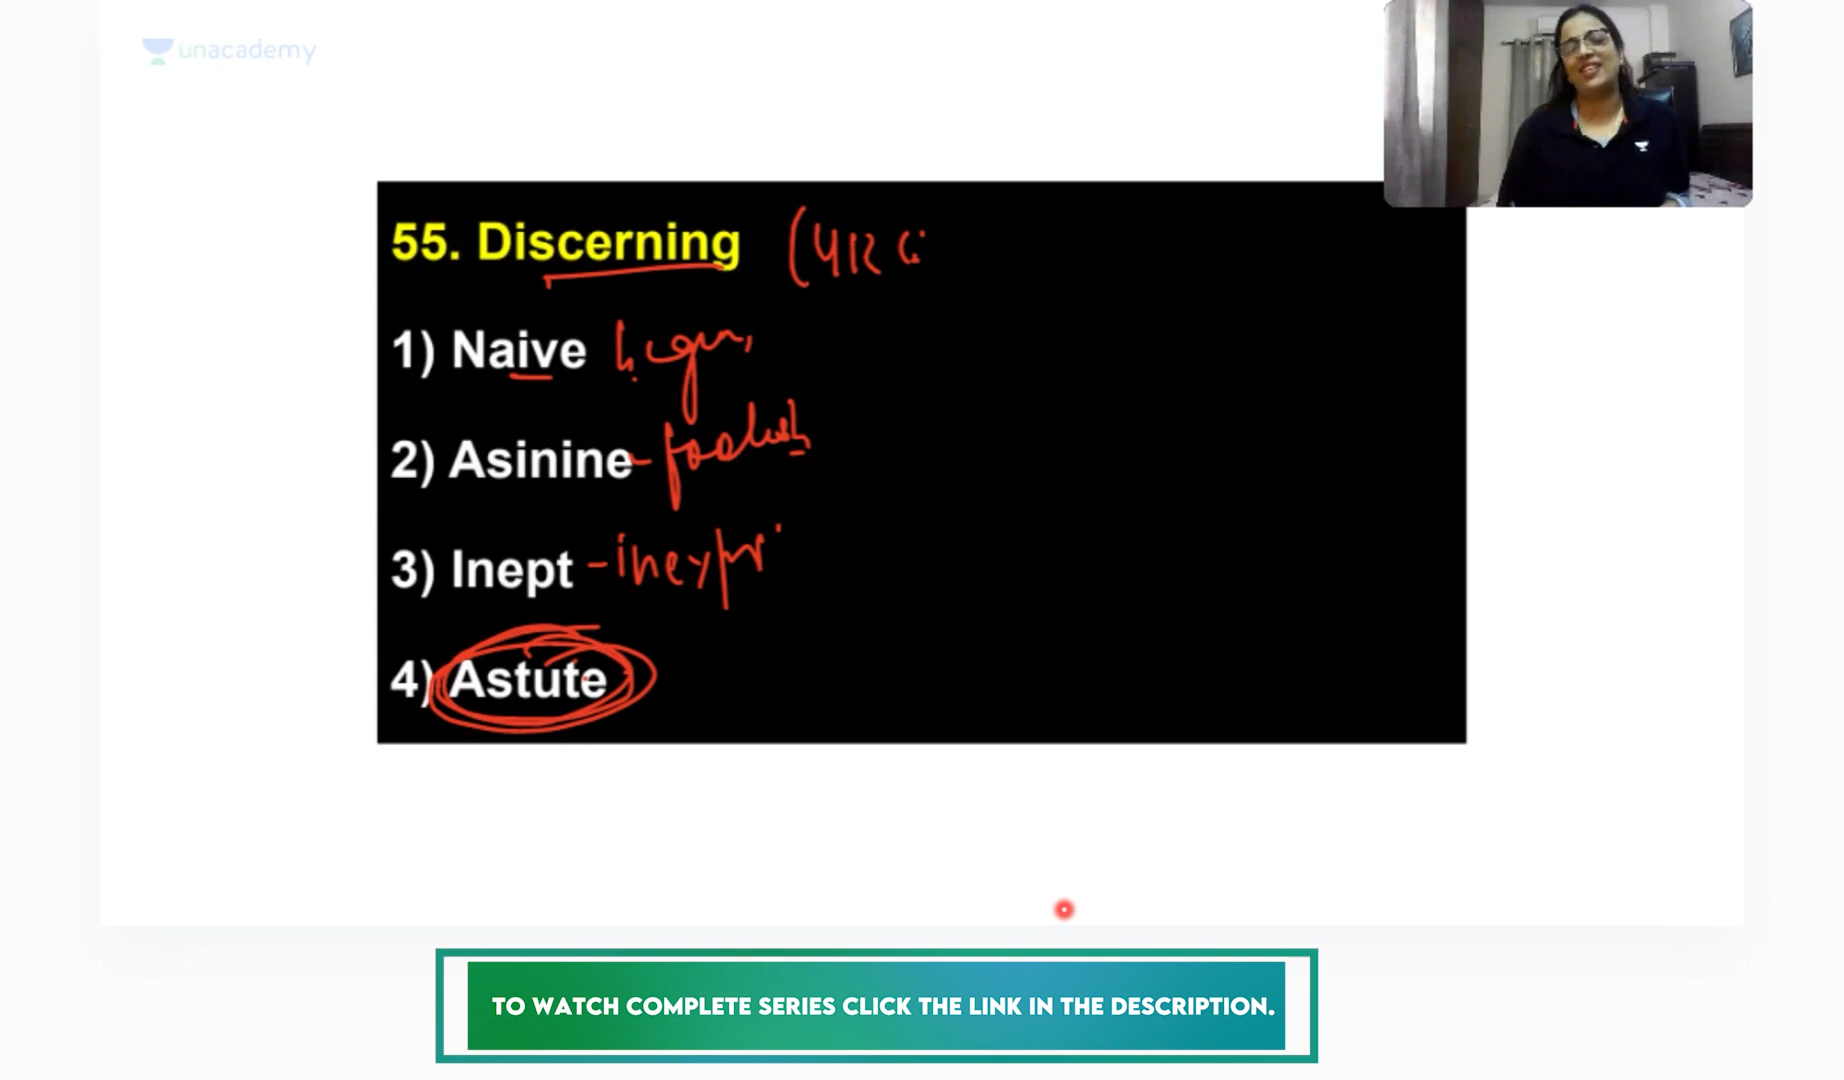 unacademy
55. Discerning
1) Naive
2) Asinine - foolish
3) Inept - inexper
4) Astute
TO WATCH COMPLETE SERIES CLICK THE LINK IN THE DESCRIPTION.